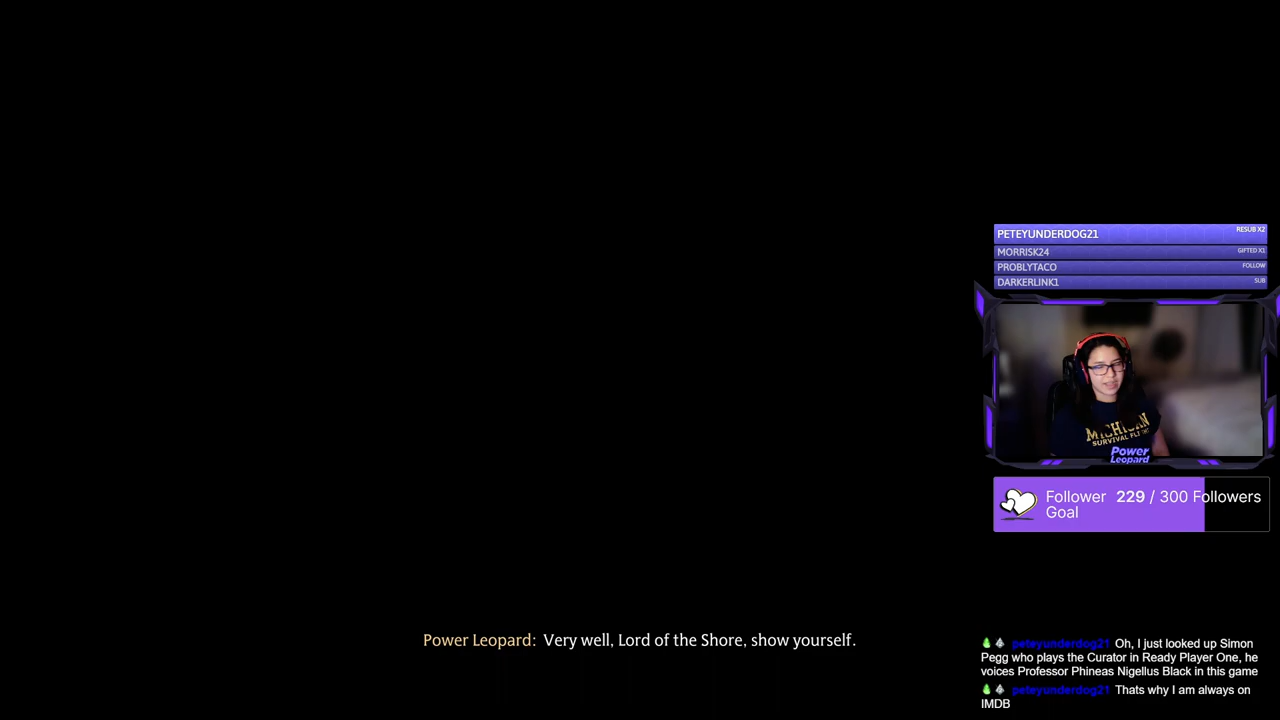 PETEYUNDERDOG21 RESUB X2
MORRISK24 GIFTED X1
PROBLYTACO FOLLOW
DARKERLINK1 SUB
MICHIGAN
SURVIVAL FLIGHT
Power
Leopard
Follower 229 / 300 Followers
Goal
Power Leopard: Very well, Lord of the Shore, show yourself.
peteyunderdog21 Oh, I just looked up Simon
Pegg who plays the Curator in Ready Player One, he
voices Professor Phineas Nigellus Black in this game
peteyunderdog21 Thats why I am always on
IMDB